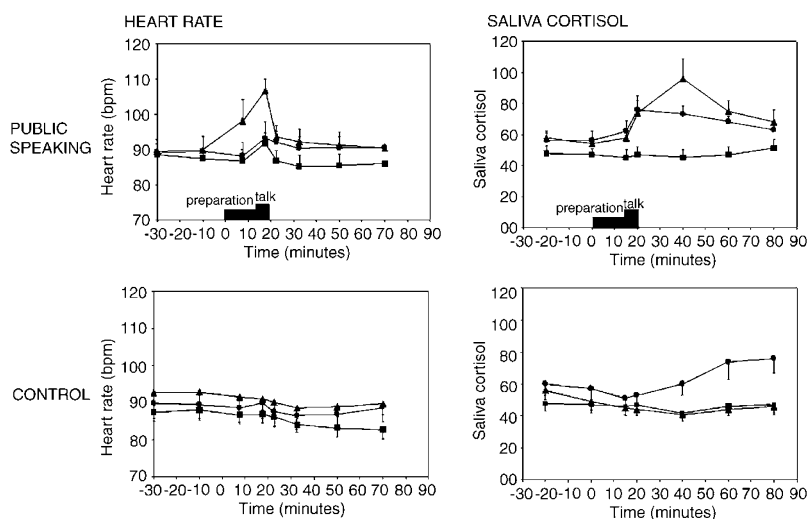 HEART RATE
SALIVA CORTISOL
PUBLIC
SPEAKING
Heart rate (bpm)
120
110
100
90
80
70
preparation
talk
-30-20-10 0 10 20 30 40 50 60 70 80 90
Time (minutes)
Saliva cortisol
120
100
80
60
40
20
00
preparation
talk
-30-20-10 0 10 20 30 40 50 60 70 80 90
Time (minutes)
CONTROL
Heart rate (bpm)
120
110
100
90
80
70
-30-20-10 0 10 20 30 40 50 60 70 80 90
Time (minutes)
Saliva cortisol
120
100
80
60
40
20
00
-30-20-10 0 10 20 30 40 50 60 70 80 90
Time (minutes)